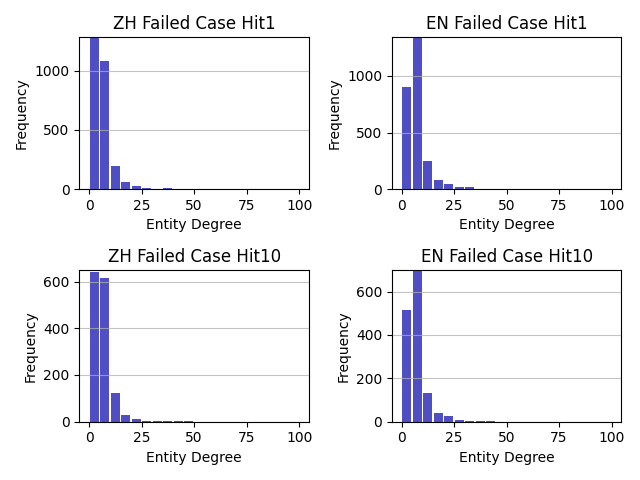 ZH Failed Case Hit1
EN Failed Case Hit1
Frequency
1000
500
0
0 25 50 75 100
Entity Degree
Frequency
1000
500
0
0 25 50 75 100
Entity Degree
ZH Failed Case Hit10
EN Failed Case Hit10
Frequency
600
400
200
0
0 25 50 75 100
Entity Degree
Frequency
600
400
200
0
0 25 50 75 100
Entity Degree